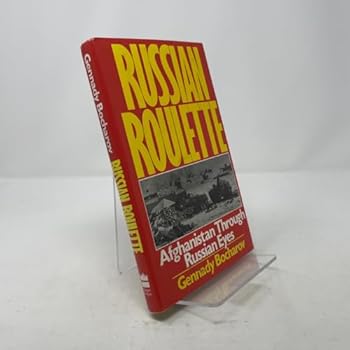 RUSSIAN
ROULETTE
Afghanistan Through
Russian Eyes
Gennady Bocharov
Gennady Bocharov
RUSSIAN ROULETTE